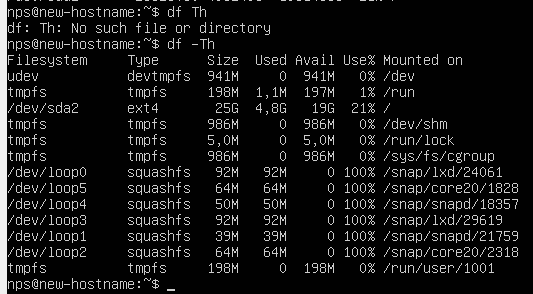 nps@new-hostname:~$ df Th
df: Th: No such file or directory
nps@new-hostname:~$ df -Th
Filesystem     Type      Size  Used Avail Use% Mounted on
udev           devtmpfs  941M     0  941M   0% /dev
tmpfs          tmpfs     198M  1,1M  197M   1% /run
/dev/sda2      ext4       25G  4,8G   19G  21% /
tmpfs          tmpfs     986M     0  986M   0% /dev/shm
tmpfs          tmpfs     5,0M     0  5,0M   0% /run/lock
tmpfs          tmpfs     986M     0  986M   0% /sys/fs/cgroup
/dev/loop0     squashfs   92M   92M     0 100% /snap/lxd/24061
/dev/loop5     squashfs   64M   64M     0 100% /snap/core20/1828
/dev/loop4     squashfs   50M   50M     0 100% /snap/snapd/18357
/dev/loop3     squashfs   92M   92M     0 100% /snap/lxd/29619
/dev/loop1     squashfs   39M   39M     0 100% /snap/snapd/21759
/dev/loop2     squashfs   64M   64M     0 100% /snap/core20/2318
tmpfs          tmpfs     198M     0  198M   0% /run/user/1001
nps@new-hostname:~$ _